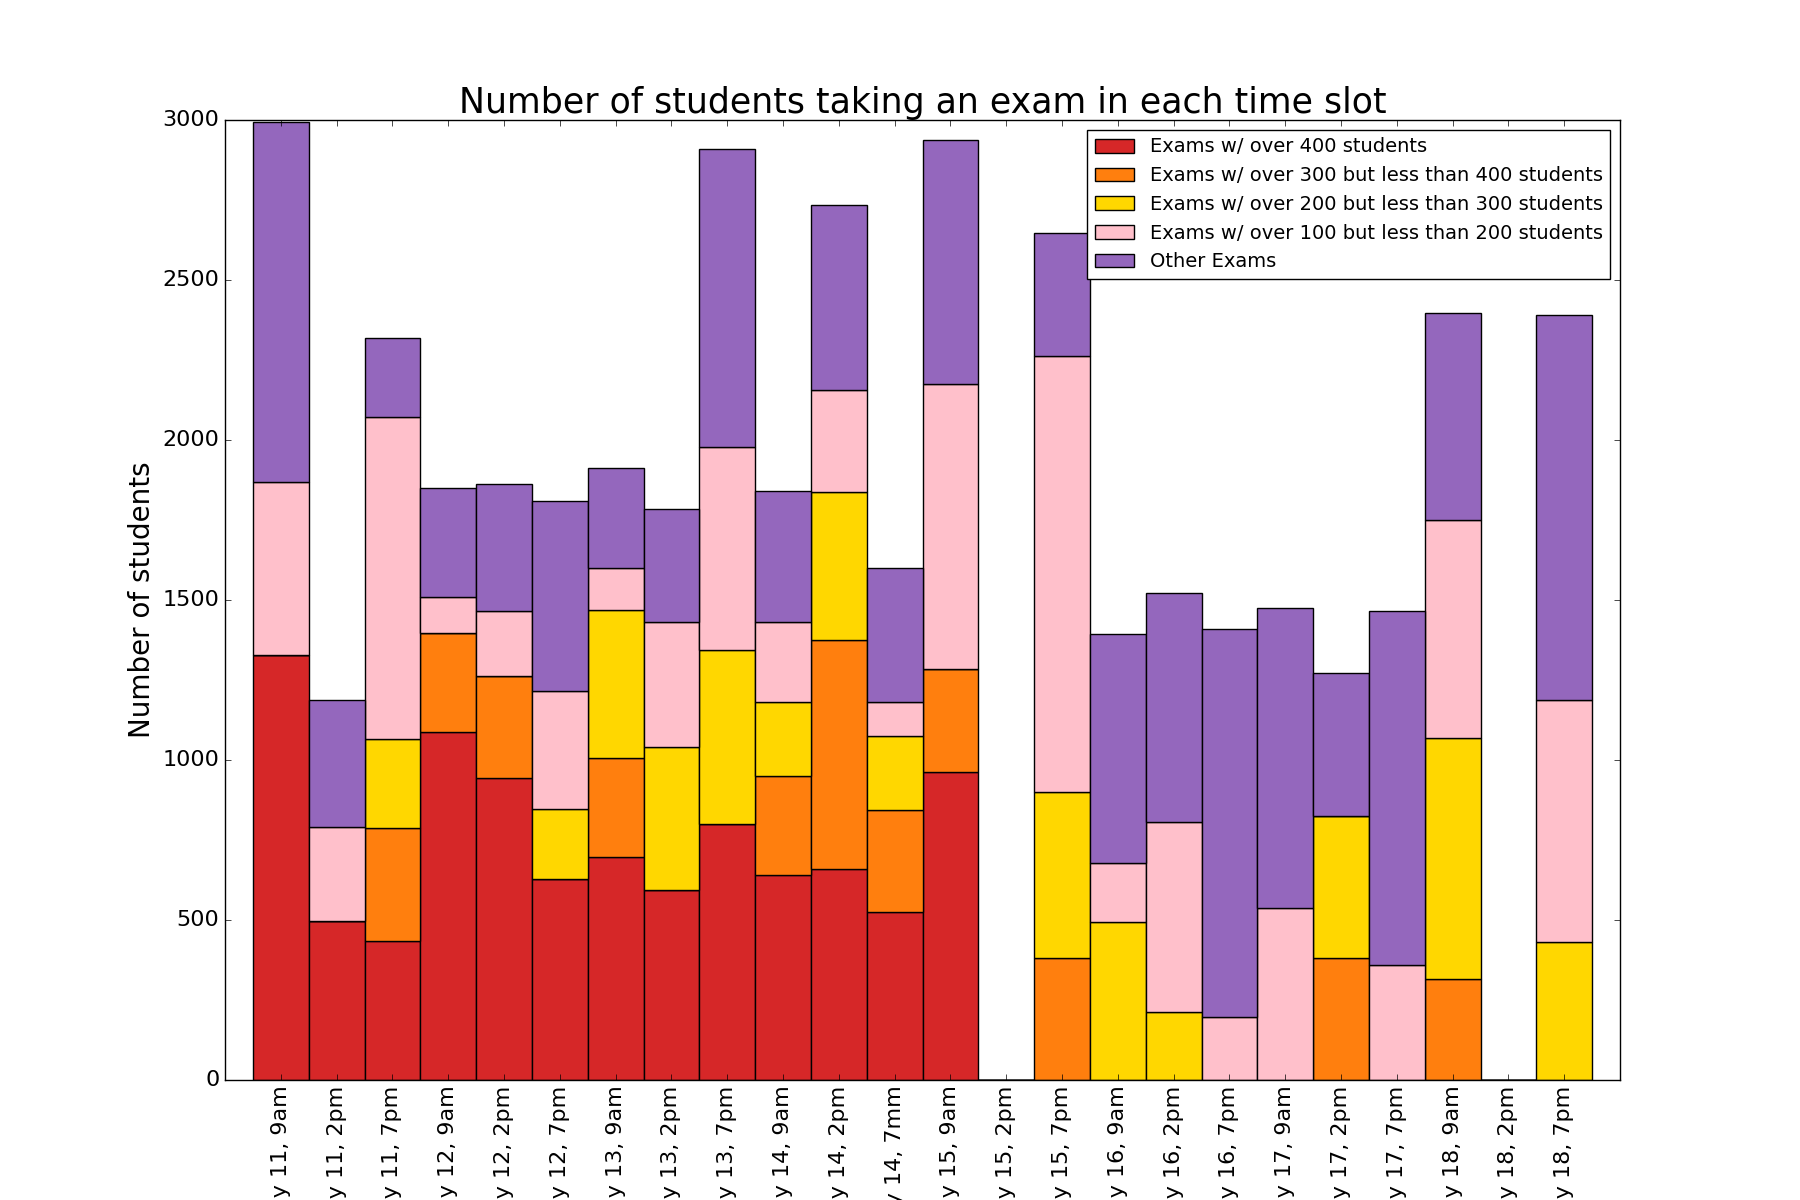 Number of students taking an exam in each time slot
3000
2500
2000
1500
1000
500
0
Number of students
Exams w/ over 400 students
Exams w/ over 300 but less than 400 students
Exams w/ over 200 but less than 300 students
Exams w/ over 100 but less than 200 students
Other Exams
y 11, 9am
y 11, 2pm
y 11, 7pm
y 12, 9am
y 12, 2pm
y 12, 7pm
y 13, 9am
y 13, 2pm
y 13, 7pm
y 14, 9am
y 14, 2pm
y 14, 7mm
y 15, 9am
y 15, 2pm
y 15, 7pm
y 16, 9am
y 16, 2pm
y 16, 7pm
y 17, 9am
y 17, 2pm
y 17, 7pm
y 18, 9am
y 18, 2pm
y 18, 7pm